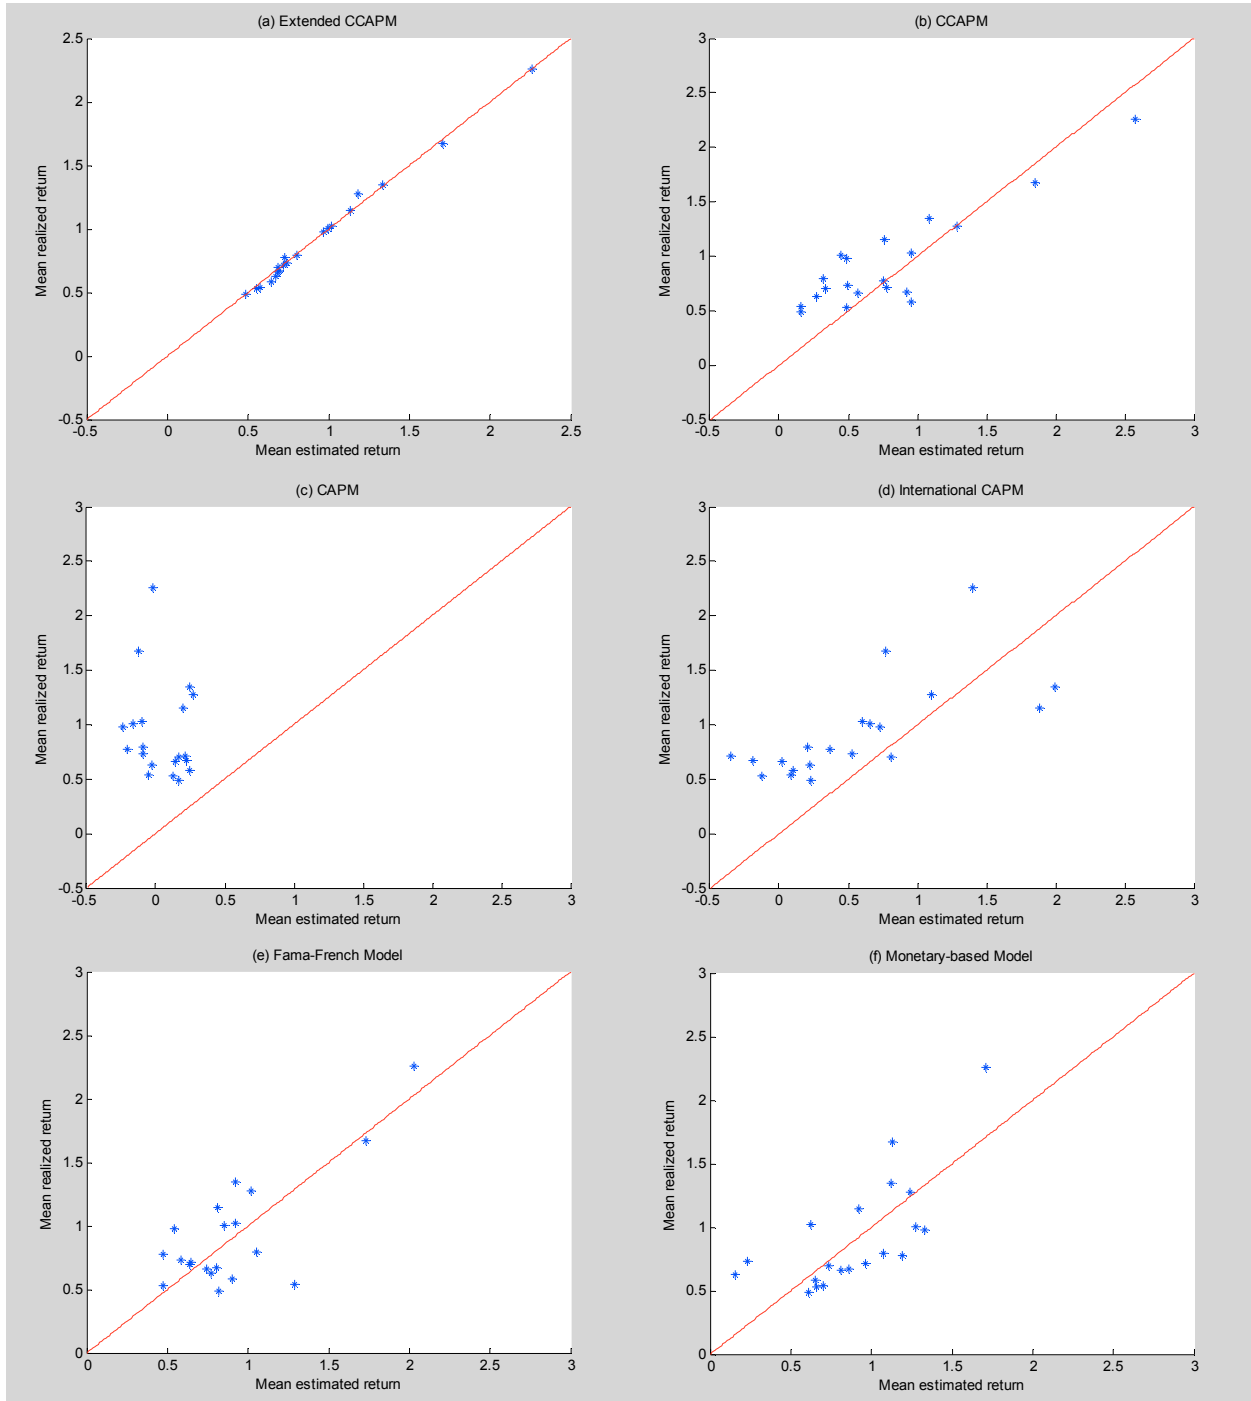 (a) Extended CCAPM
2.5
2
1.5
1
0.5
0
-0.5
-0.5 0 0.5 1 1.5 2 2.5
Mean realized return
Mean estimated return
(b) CCAPM
3
2.5
2
1.5
1
0.5
0
-0.5
-0.5 0 0.5 1 1.5 2 2.5 3
Mean realized return
Mean estimated return
(c) CAPM
3
2.5
2
1.5
1
0.5
0
-0.5
-0.5 0 0.5 1 1.5 2 2.5 3
Mean realized return
Mean estimated return
(d) International CAPM
3
2.5
2
1.5
1
0.5
0
-0.5
-0.5 0 0.5 1 1.5 2 2.5 3
Mean realized return
Mean estimated return
(e) Fama-French Model
3
2.5
2
1.5
1
0.5
0
0 0.5 1 1.5 2 2.5 3
Mean realized return
Mean estimated return
(f) Monetary-based Model
3
2.5
2
1.5
1
0.5
0
0 0.5 1 1.5 2 2.5 3
Mean realized return
Mean estimated return